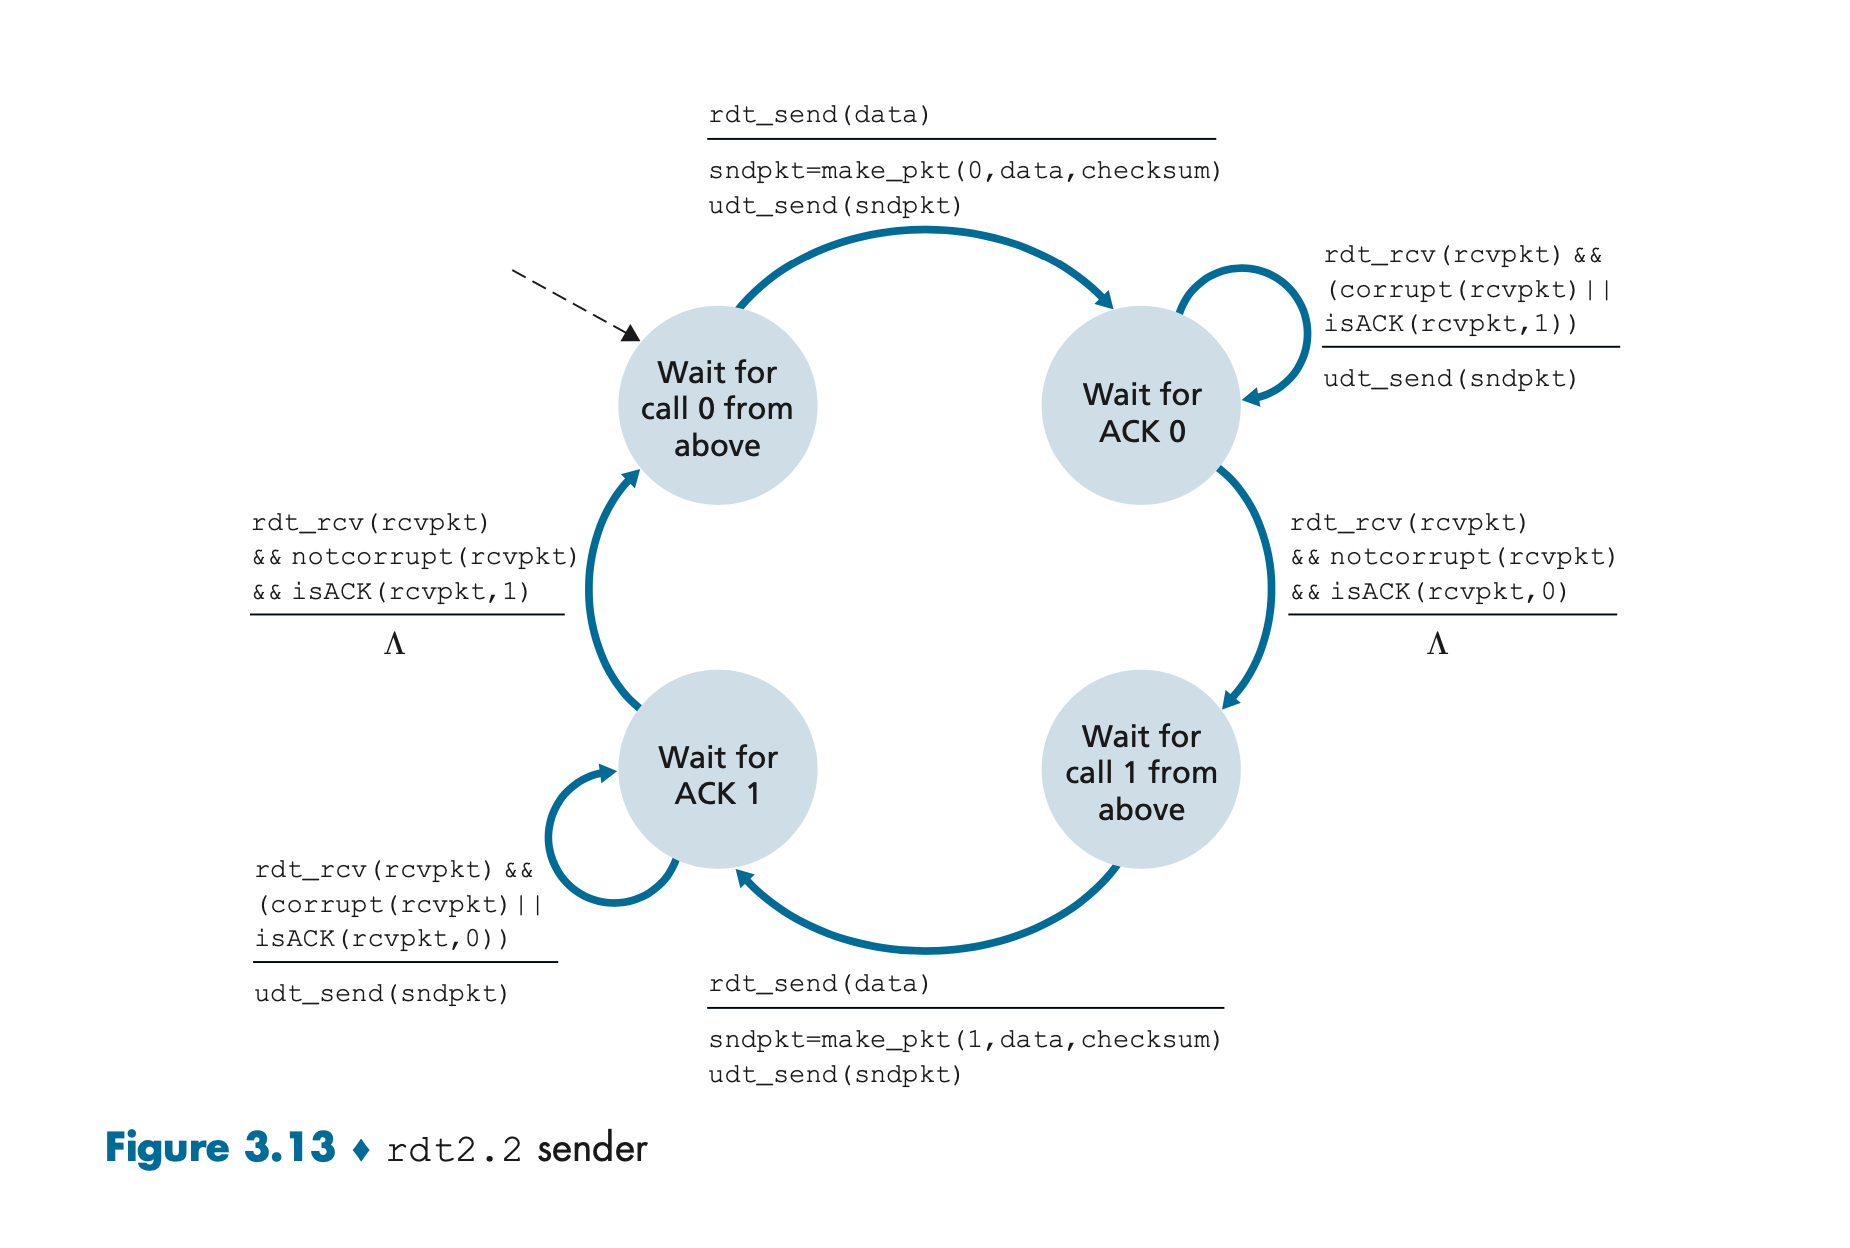 rdt_send(data)
sndpkt=make_pkt(0,data,checksum)
udt_send(sndpkt)
rdt_rcv(rcvpkt) &&
(corrupt(rcvpkt)||
isACK(rcvpkt,1))
udt_send(sndpkt)
Wait for
call 0 from
above
Wait for
ACK 0
rdt_rcv(rcvpkt)
&& notcorrupt(rcvpkt)
&& isACK(rcvpkt,1)
Λ
rdt_rcv(rcvpkt)
&& notcorrupt(rcvpkt)
&& isACK(rcvpkt,0)
Λ
Wait for
ACK 1
Wait for
call 1 from
above
rdt_rcv(rcvpkt) &&
(corrupt(rcvpkt)||
isACK(rcvpkt,0))
udt_send(sndpkt)
rdt_send(data)
sndpkt=make_pkt(1,data,checksum)
udt_send(sndpkt)
Figure 3.13 ♦ rdt2.2 sender